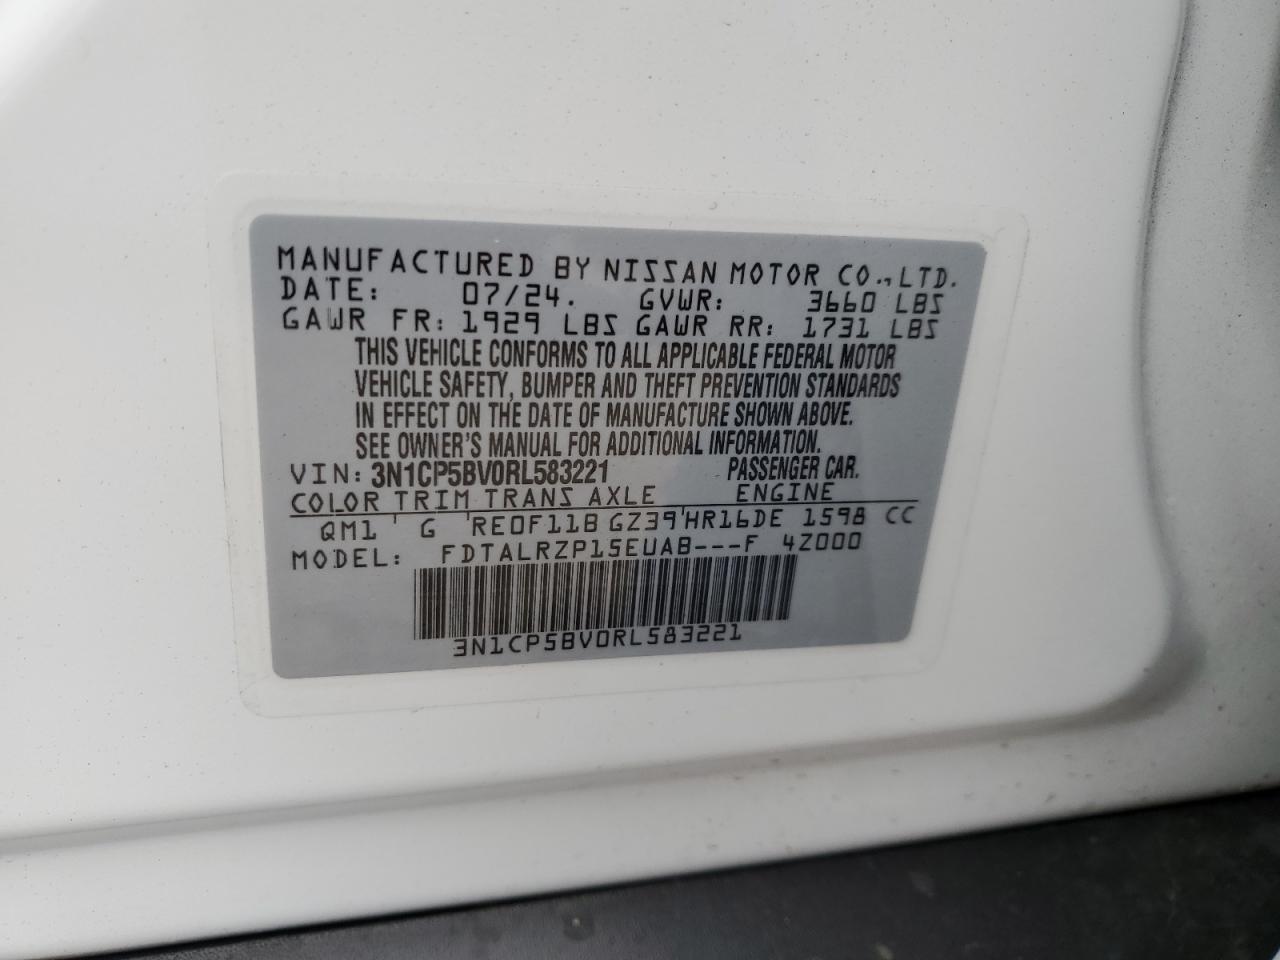 MANUFACTURED BY NISSAN MOTOR CO.,LTD.
DATE: 07/24. GVWR: 3660 LBS
GAWR FR: 1929 LBS GAWR RR: 1731 LBS
THIS VEHICLE CONFORMS TO ALL APPLICABLE FEDERAL MOTOR
VEHICLE SAFETY, BUMPER AND THEFT PREVENTION STANDARDS
IN EFFECT ON THE DATE OF MANUFACTURE SHOWN ABOVE.
SEE OWNER'S MANUAL FOR ADDITIONAL INFORMATION.
VIN: 3N1CP5BV0RL583221 PASSENGER CAR.
COLOR TRIM TRANS AXLE ENGINE
QM1 G RE0F11B GZ39 HR16DE 1598 CC
MODEL: FDTALRZP15EUAB---F 4Z000
3N1CP5BV0RL583221